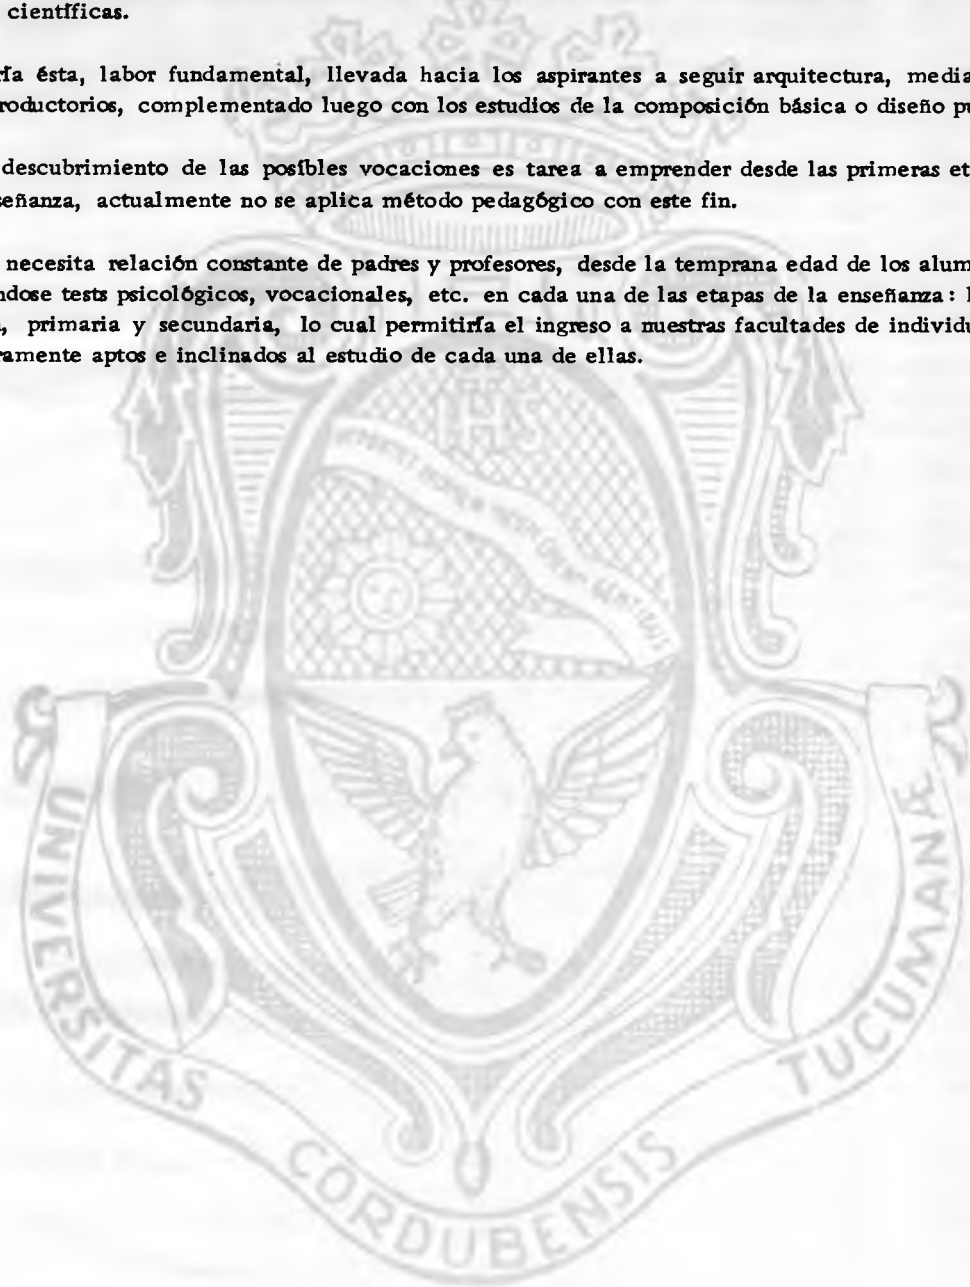 científicas.
ría ésta, labor fundamental, llevada hacia los aspirantes a seguir arquitectura, media
roductorios, complementado luego con los estudios de la composición básica o diseño pu
descubrimiento de las posibles vocaciones es tarea a emprender desde las primeras et
señanza, actualmente no se aplica método pedagógico con este fin.
necesita relación constante de padres y profesores, desde la temprana edad de los alum
ndose tests psicológicos, vocacionales, etc. en cada una de las etapas de la enseñanza:
, primaria y secundaria, lo cual permitiría el ingreso a nuestras facultades de individu
ramente aptos e inclinados al estudio de cada una de ellas.
IHS
UNIVERSITAS CORDUBENSIS TUCUMANÆ